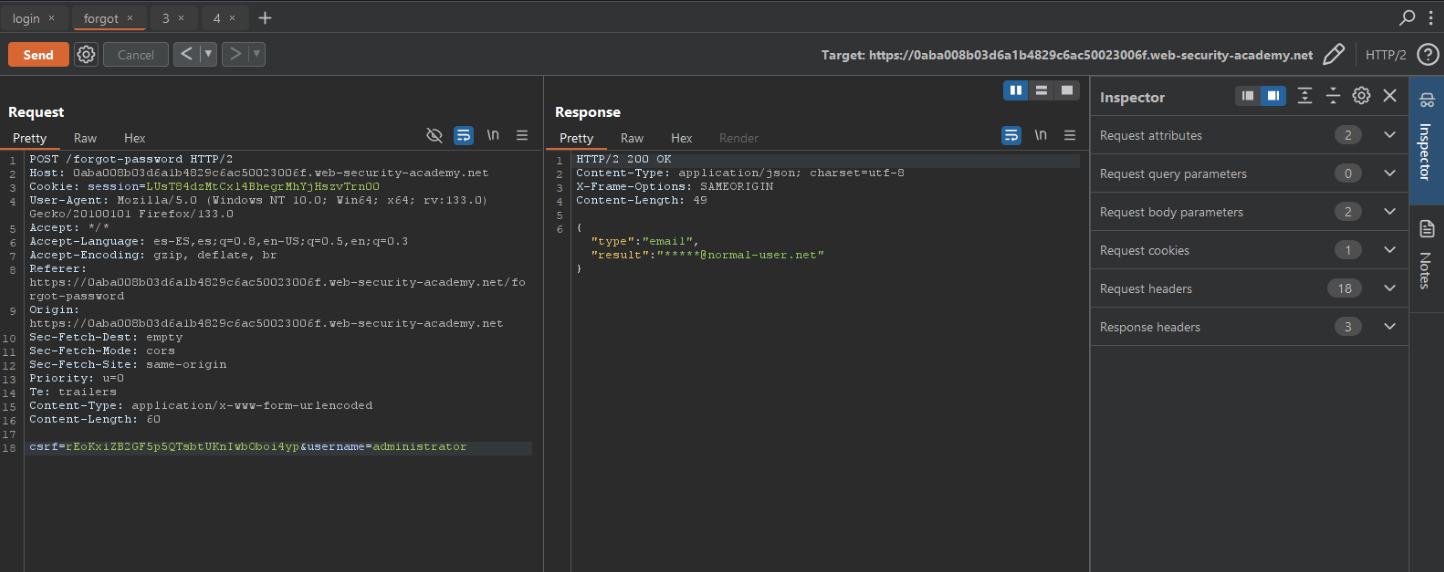 login × forgot × 3 × 4 × +
Send Cancel < ▾ > ▾ Target: https://0aba008b03d6a1b4829c6ac50023006f.web-security-academy.net HTTP/2 ?
Request
Pretty Raw Hex \n
1 POST /forgot-password HTTP/2
2 Host: 0aba008b03d6a1b4829c6ac50023006f.web-security-academy.net
3 Cookie: session=LUsT84dzMtCxl4BhegrMhYjHszvTrnOO
4 User-Agent: Mozilla/5.0 (Windows NT 10.0; Win64; x64; rv:133.0)
Gecko/20100101 Firefox/133.0
5 Accept: */*
6 Accept-Language: es-ES,es;q=0.8,en-US;q=0.5,en;q=0.3
7 Accept-Encoding: gzip, deflate, br
8 Referer:
https://0aba008b03d6a1b4829c6ac50023006f.web-security-academy.net/fo
rgot-password
9 Origin:
https://0aba008b03d6a1b4829c6ac50023006f.web-security-academy.net
10 Sec-Fetch-Dest: empty
11 Sec-Fetch-Mode: cors
12 Sec-Fetch-Site: same-origin
13 Priority: u=0
14 Te: trailers
15 Content-Type: application/x-www-form-urlencoded
16 Content-Length: 60
17
18 csrf=rEoKxiZB2GF5p5QTsbtUKnIwbOboi4yp&username=administrator
Response
Pretty Raw Hex Render \n
1 HTTP/2 200 OK
2 Content-Type: application/json; charset=utf-8
3 X-Frame-Options: SAMEORIGIN
4 Content-Length: 49
5
6 {
"type":"email",
"result":"*****@normal-user.net"
}
Inspector
Request attributes 2
Request query parameters 0
Request body parameters 2
Request cookies 1
Request headers 18
Response headers 3
Inspector
Notes